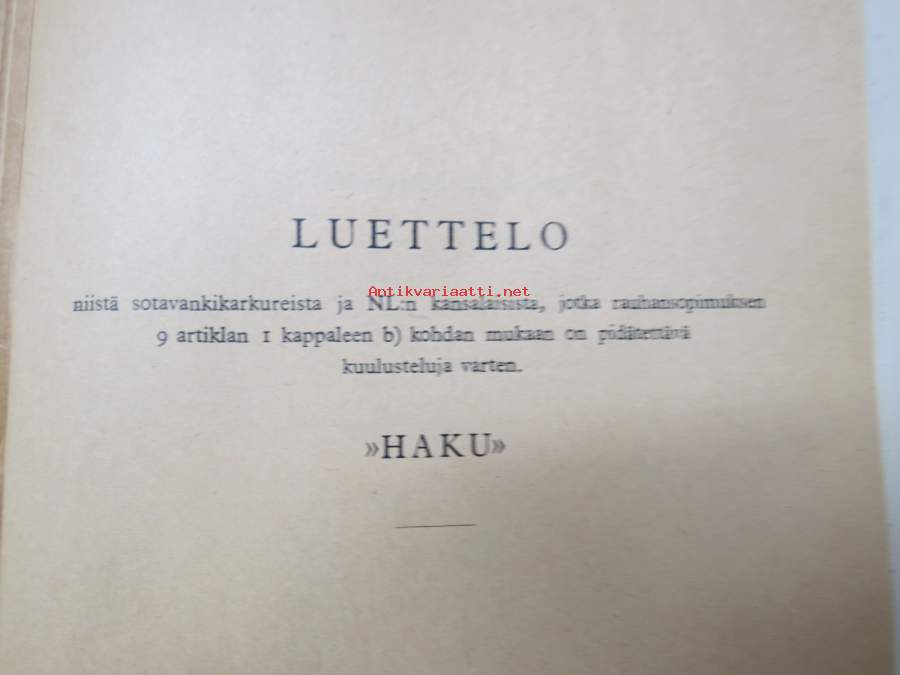 LUETTELO
niistä sotavankikarkureista ja NL:n kansalaisista, jotka rauhansopimuksen
Antikvariaatti.net
9 artiklan 1 kappaleen b) kohdan mukaan on pidätettävä
kuulusteluja varten.
»HAKU»